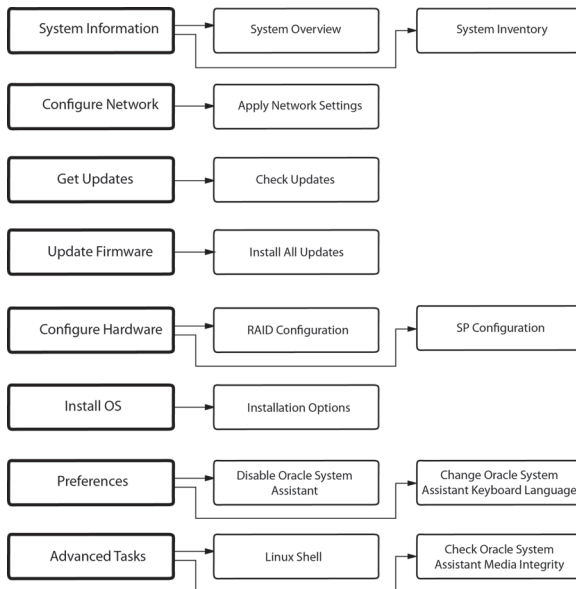 System Information
System Overview
System Inventory
Configure Network
Apply Network Settings
Get Updates
Check Updates
Update Firmware
Install All Updates
Configure Hardware
RAID Configuration
SP Configuration
Install OS
Installation Options
Preferences
Disable Oracle System
Assistant
Change Oracle System
Assistant Keyboard Language
Advanced Tasks
Linux Shell
Check Oracle System
Assistant Media Integrity